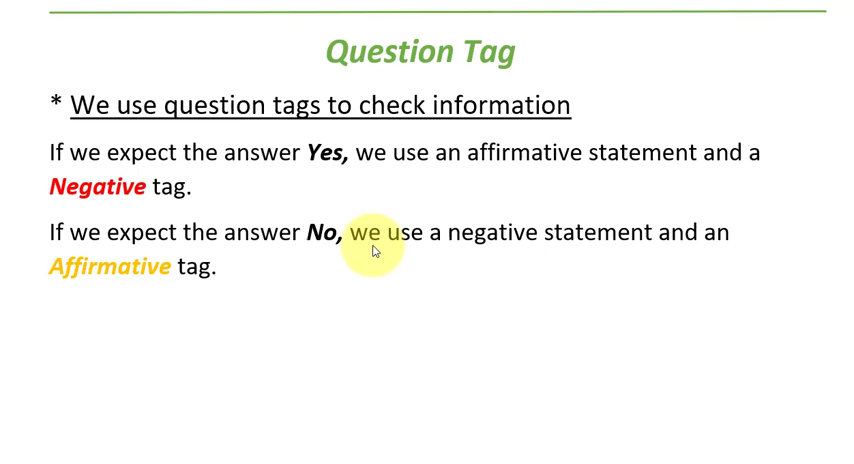 Question Tag
* We use question tags to check information
If we expect the answer Yes, we use an affirmative statement and a
Negative tag.
If we expect the answer No, we use a negative statement and an
Affirmative tag.